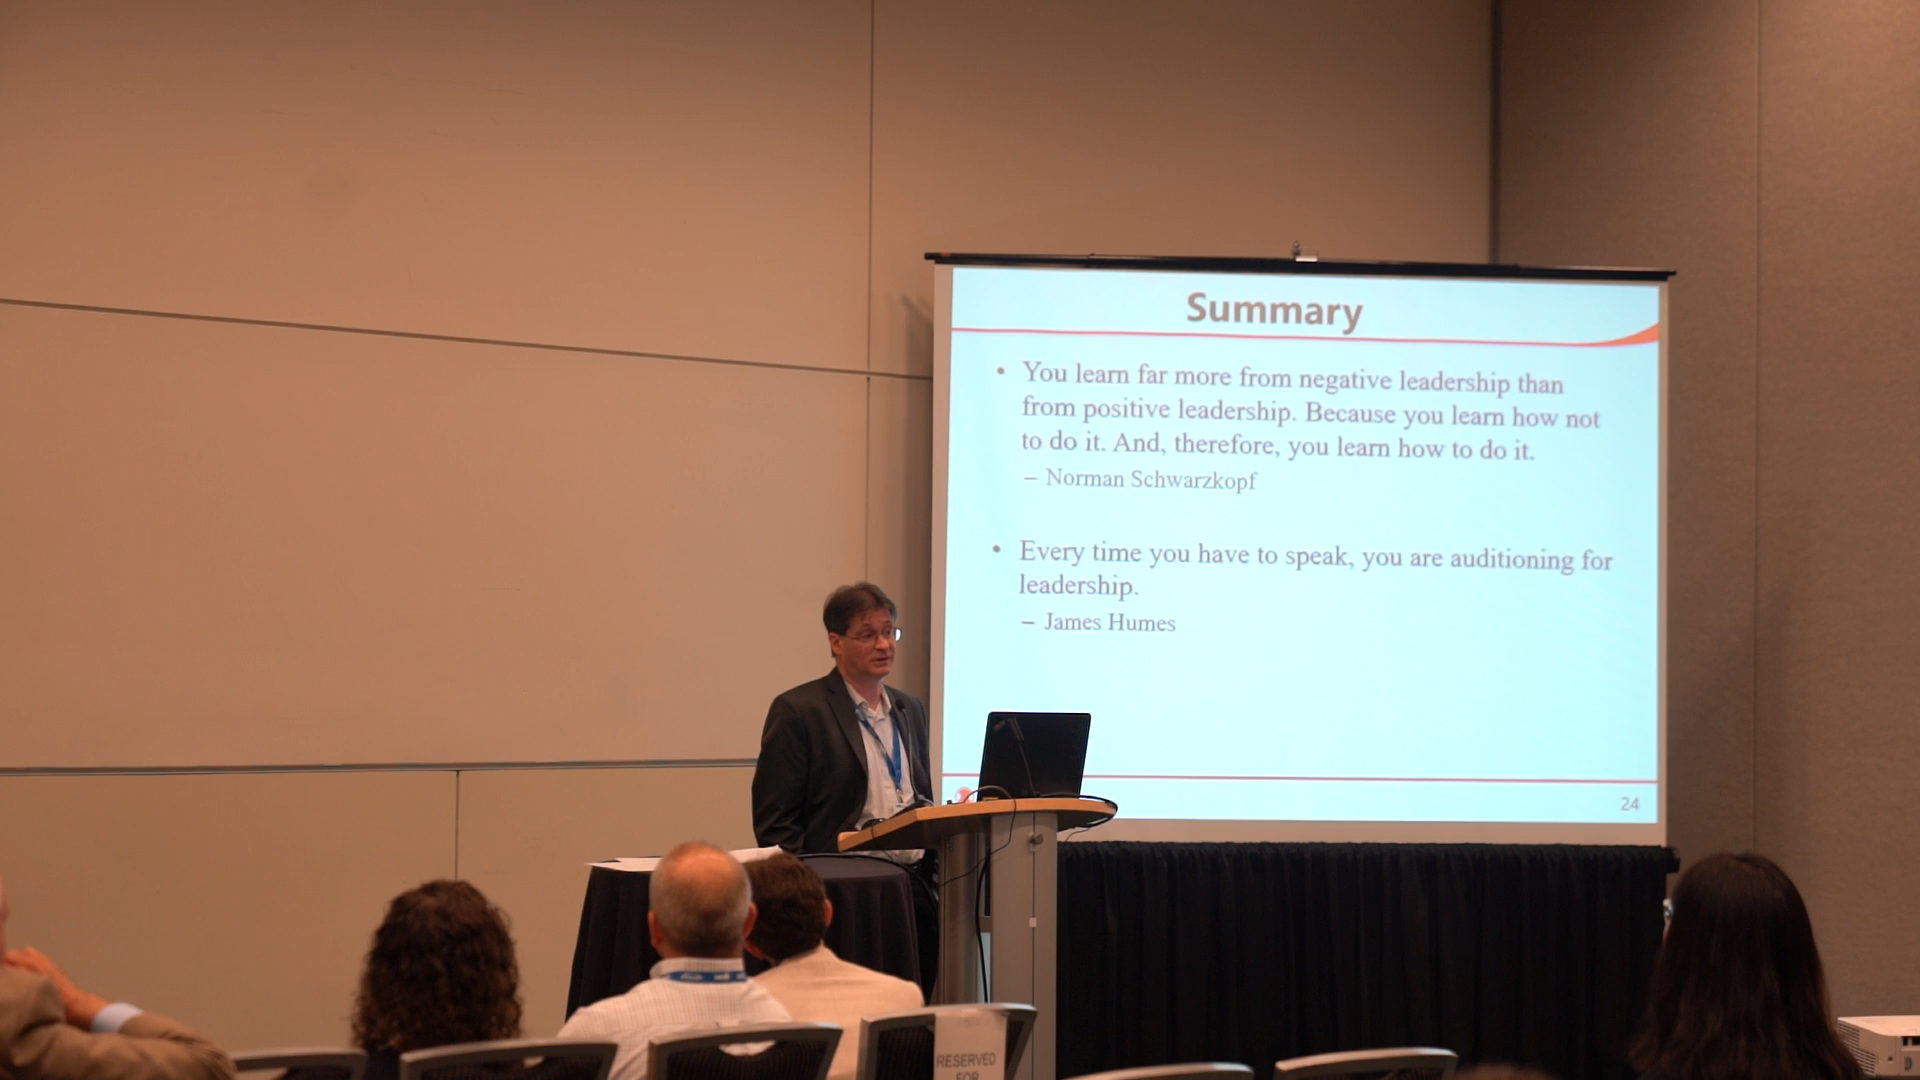 Summary
• You learn far more from negative leadership than
from positive leadership. Because you learn how not
to do it. And, therefore, you learn how to do it.
– Norman Schwarzkopf
• Every time you have to speak, you are auditioning for
leadership.
– James Humes
24
RESERVED
FOR